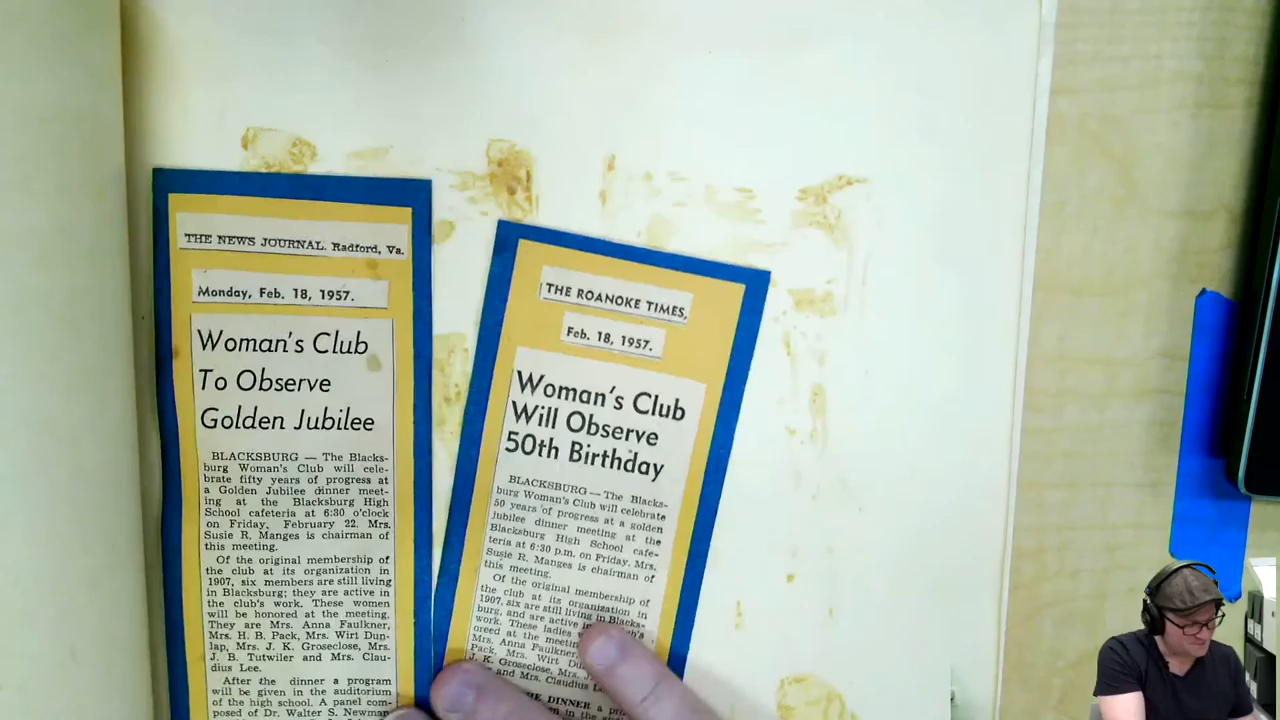 THE NEWS JOURNAL. Radford, Va.
Monday, Feb. 18, 1957.
Woman's Club
To Observe
Golden Jubilee
BLACKSBURG — The Blacks-
burg Woman's Club will cele-
brate fifty years of progress at
a Golden Jubilee dinner meet-
ing at the Blacksburg High
School cafeteria at 6:30 o'clock
on Friday, February 22. Mrs.
Susie R. Manges is chairman of
this meeting.
Of the original membership of
the club at its organization in
1907, six members are still living
in Blacksburg; they are active in
the club's work. These women
will be honored at the meeting.
They are Mrs. Anna Faulkner,
Mrs. H. B. Pack, Mrs. Wirt Dun-
lap, Mrs. J. K. Groseclose, Mrs.
J. B. Tutwiler and Mrs. Clau-
dius Lee.
After the dinner a program
will be given in the auditorium
of the high school. A panel com-
posed of Dr. Walter S. Newman
THE ROANOKE TIMES,
Feb. 18, 1957.
Woman's Club
Will Observe
50th Birthday
BLACKSBURG — The Blacks-
burg Woman's Club will celebrate
50 years of progress at a golden
jubilee dinner meeting at the
Blacksburg High School cafe-
teria at 6:30 p.m. on Friday. Mrs.
Susie R. Manges is chairman of
this meeting.
Of the original membership of
the club at its organization in
1907, six are still living in Blacks-
burg, and are active in
work. These ladies
ored at the
Mrs. Anna Faulkner,
Pack, Mrs. Wirt
J. K. Groseclose, Mrs.
and Mrs. Claudius
DINNER a
in the